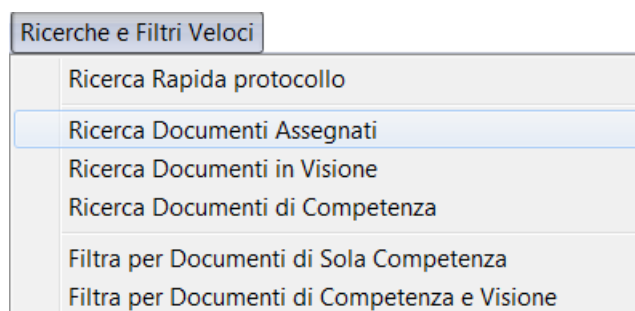 Ricerche e Filtri Veloci
Ricerca Rapida protocollo
Ricerca Documenti Assegnati
Ricerca Documenti in Visione
Ricerca Documenti di Competenza
Filtra per Documenti di Sola Competenza
Filtra per Documenti di Competenza e Visione